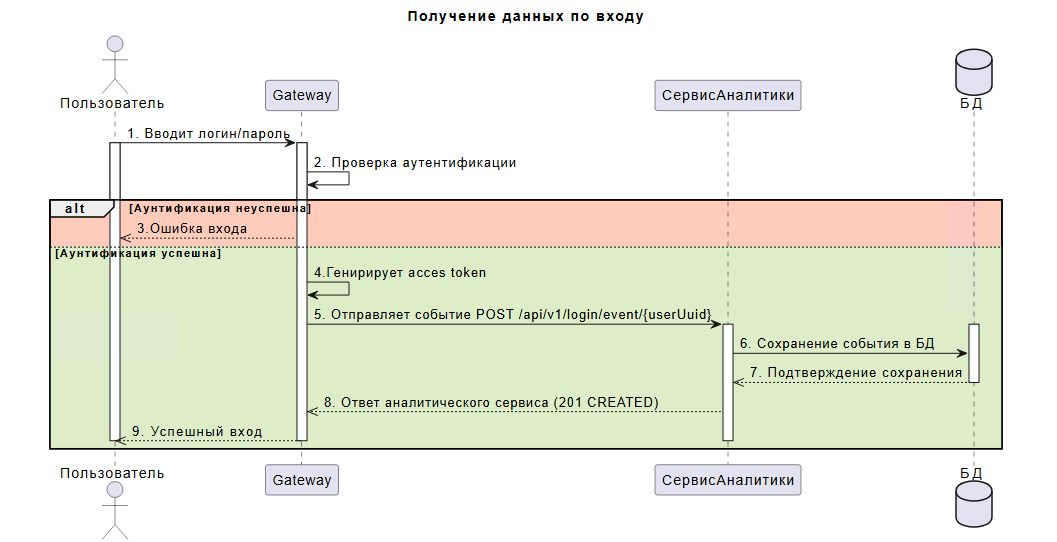 Получение данных по входу
Пользователь
Gateway
СервисАналитики
БД
1. Вводит логин/пароль
2. Проверка аутентификации
alt
[Аунтификация неуспешна]
3.Ошибка входа
[Аунтификация успешна]
4.Генирирует acces token
5. Отправляет событие POST /api/v1/login/event/{userUuid}
6. Сохранение события в БД
7. Подтверждение сохранения
8. Ответ аналитического сервиса (201 CREATED)
9. Успешный вход
Пользователь
Gateway
СервисАналитики
БД